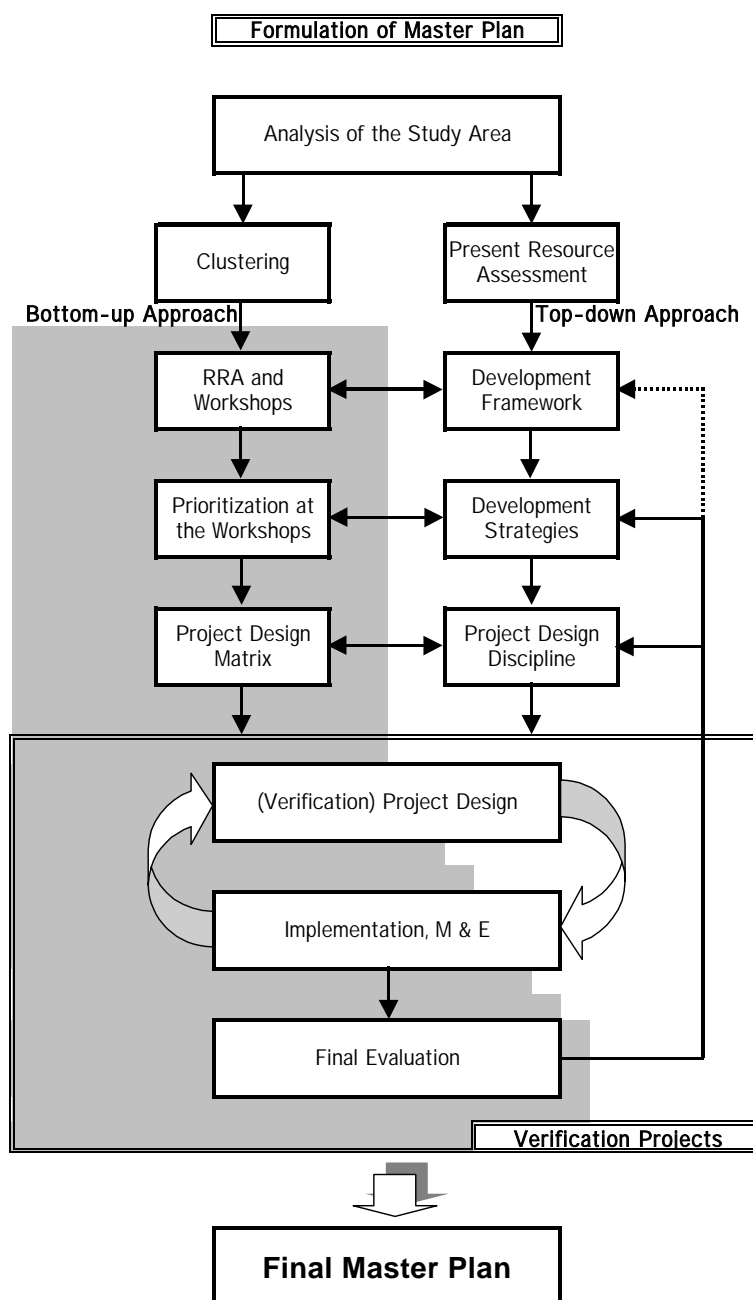 Formulation of Master Plan
Analysis of the Study Area
Clustering
Present Resource
Assessment
Bottom-up Approach
Top-down Approach
RRA and
Workshops
Development
Framework
Prioritization at
the Workshops
Development
Strategies
Project Design
Matrix
Project Design
Discipline
(Verification) Project Design
Implementation, M & E
Final Evaluation
Verification Projects
Final Master Plan